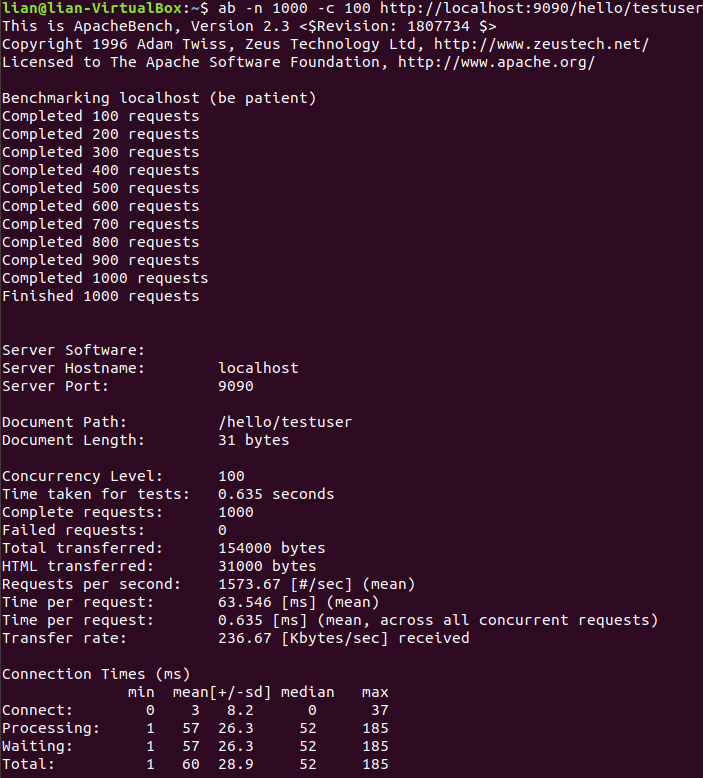 lian@lian-VirtualBox:~$ ab -n 1000 -c 100 http://localhost:9090/hello/testuser
This is ApacheBench, Version 2.3 <$Revision: 1807734 $>
Copyright 1996 Adam Twiss, Zeus Technology Ltd, http://www.zeustech.net/
Licensed to The Apache Software Foundation, http://www.apache.org/

Benchmarking localhost (be patient)
Completed 100 requests
Completed 200 requests
Completed 300 requests
Completed 400 requests
Completed 500 requests
Completed 600 requests
Completed 700 requests
Completed 800 requests
Completed 900 requests
Completed 1000 requests
Finished 1000 requests


Server Software:
Server Hostname:        localhost
Server Port:            9090

Document Path:          /hello/testuser
Document Length:        31 bytes

Concurrency Level:      100
Time taken for tests:   0.635 seconds
Complete requests:      1000
Failed requests:        0
Total transferred:      154000 bytes
HTML transferred:       31000 bytes
Requests per second:    1573.67 [#/sec] (mean)
Time per request:       63.546 [ms] (mean)
Time per request:       0.635 [ms] (mean, across all concurrent requests)
Transfer rate:          236.67 [Kbytes/sec] received

Connection Times (ms)
              min  mean[+/-sd] median   max
Connect:        0    3   8.2      0      37
Processing:     1   57  26.3     52     185
Waiting:        1   57  26.3     52     185
Total:          1   60  28.9     52     185